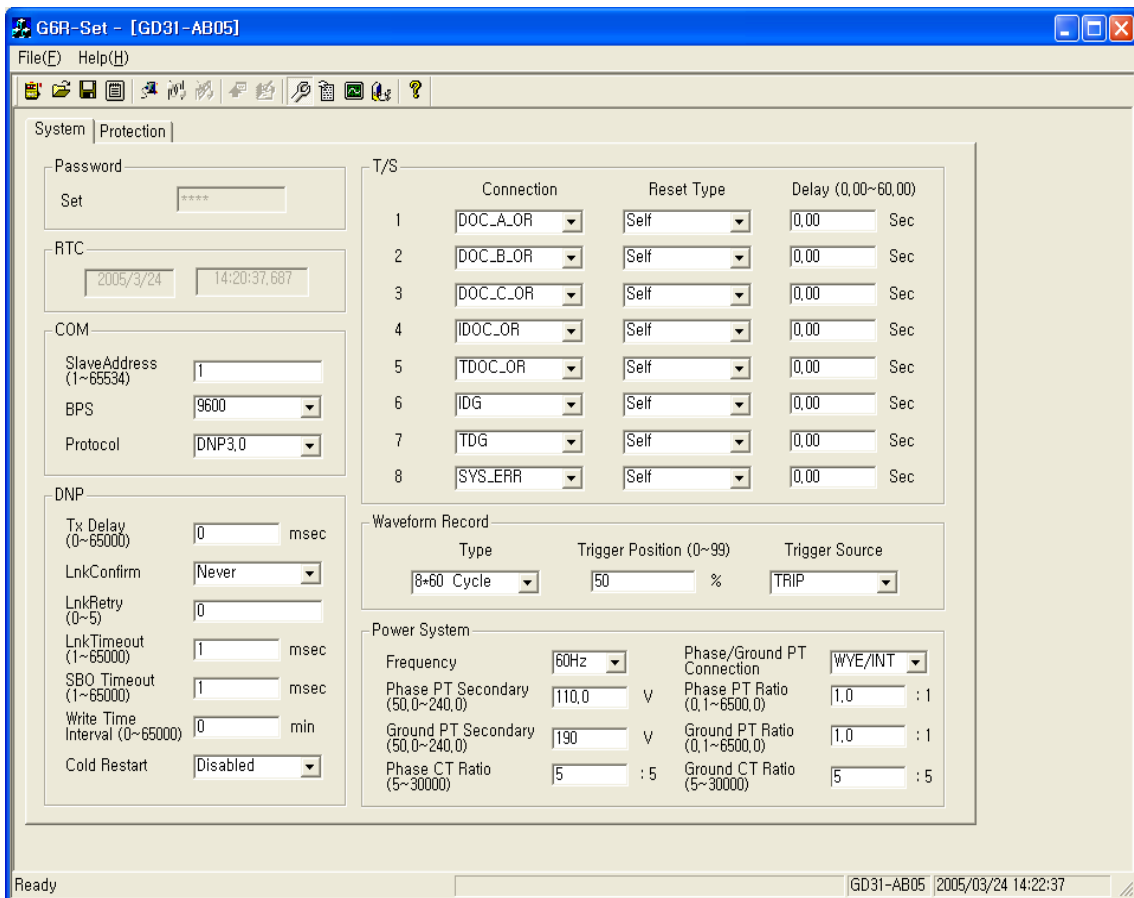 G6R-Set - [GD31-AB05]
File(F) Help(H)
System Protection
Password
Set ****
RTC
2005/3/24 14:20:37.687
COM
SlaveAddress
(1~65534)
1
BPS 9600
Protocol DNP3.0
DNP
Tx Delay
(0~65000)
0 msec
LnkConfirm Never
LnkRetry
(0~5)
0
LnkTimeout
(1~65000)
1 msec
SBO Timeout
(1~65000)
1 msec
Write Time
Interval (0~65000)
0 min
Cold Restart Disabled
T/S
Connection Reset Type Delay (0.00~60.00)
1 DOC_A_OR Self 0.00 Sec
2 DOC_B_OR Self 0.00 Sec
3 DOC_C_OR Self 0.00 Sec
4 IDOC_OR Self 0.00 Sec
5 TDOC_OR Self 0.00 Sec
6 IDG Self 0.00 Sec
7 TDG Self 0.00 Sec
8 SYS_ERR Self 0.00 Sec
Waveform Record
Type Trigger Position (0~99) Trigger Source
8*60 Cycle 50 % TRIP
Power System
Frequency 60Hz
Phase/Ground PT
Connection
WYE/INT
Phase PT Secondary
(50.0~240.0)
110.0 V
Phase PT Ratio
(0.1~6500.0)
1.0 : 1
Ground PT Secondary
(50.0~240.0)
190 V
Ground PT Ratio
(0.1~6500.0)
1.0 : 1
Phase CT Ratio
(5~30000)
5 : 5
Ground CT Ratio
(5~30000)
5 : 5
Ready GD31-AB05 2005/03/24 14:22:37